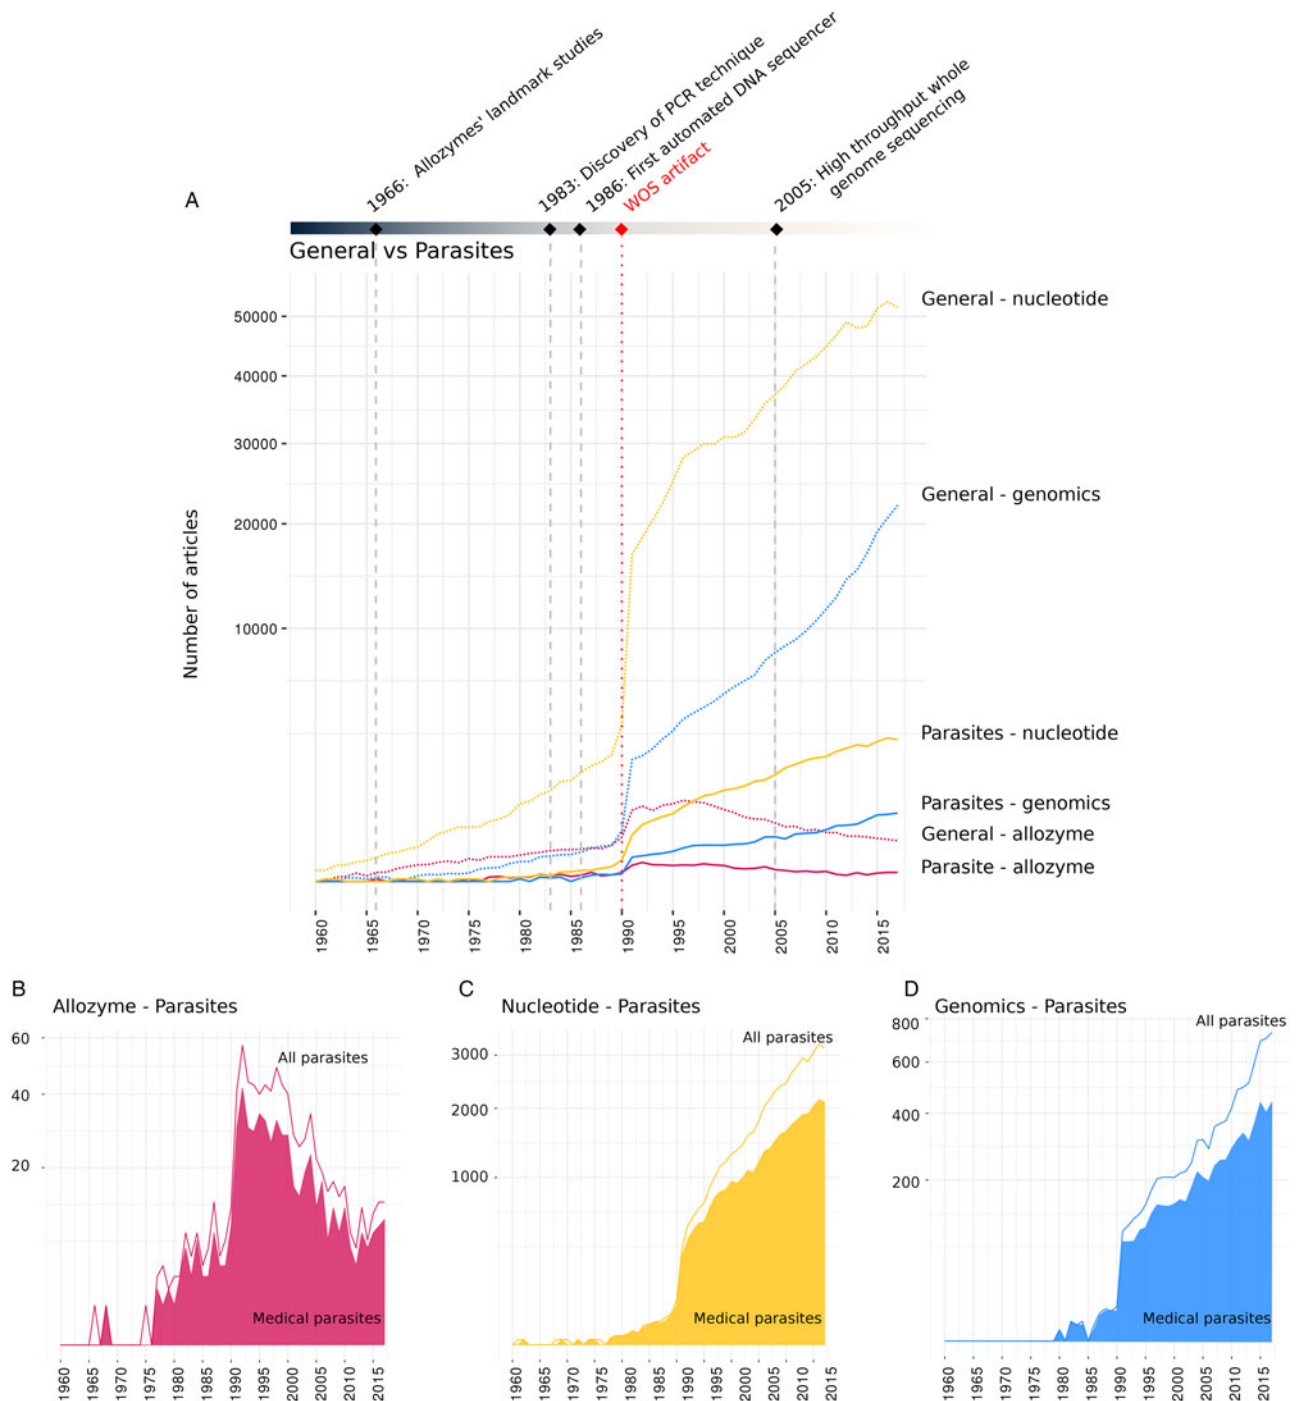 1966: Allozymes' landmark studies
1983: Discovery of PCR technique
1986: First automated DNA sequencer
WOS artifact
2005: High throughput whole
genome sequencing
A
General vs Parasites
Number of articles
50000
40000
30000
20000
10000
General - nucleotide
General - genomics
Parasites - nucleotide
Parasites - genomics
General - allozyme
Parasite - allozyme
1960
1965
1970
1975
1980
1985
1990
1995
2000
2005
2010
2015
B
Allozyme - Parasites
60
40
20
All parasites
Medical parasites
1960
1965
1970
1975
1980
1985
1990
1995
2000
2005
2010
2015
C
Nucleotide - Parasites
3000
2000
1000
All parasites
Medical parasites
1960
1965
1970
1975
1980
1985
1990
1995
2000
2005
2010
2015
D
Genomics - Parasites
800
600
400
200
All parasites
Medical parasites
1960
1965
1970
1975
1980
1985
1990
1995
2000
2005
2010
2015